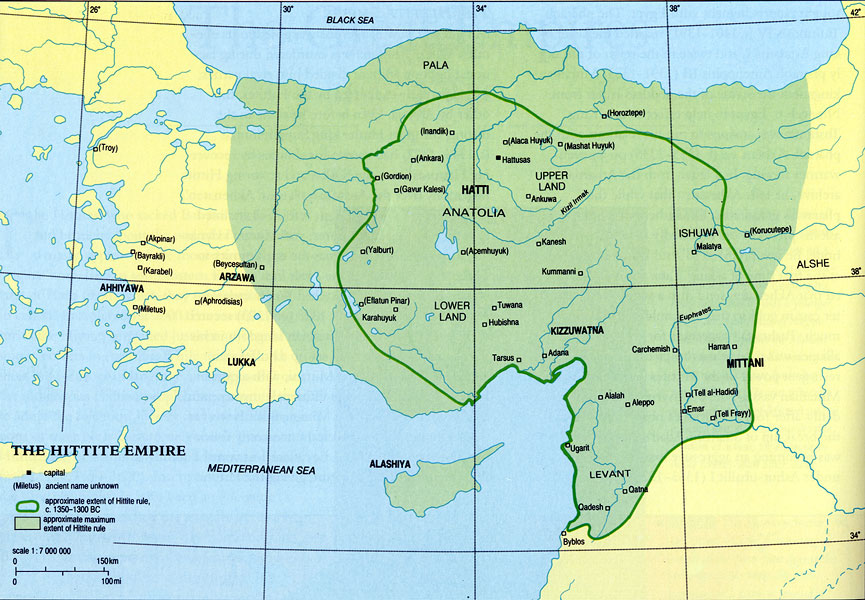 26°
30°
34°
38°
42°
BLACK SEA
PALA
(Horoztepe)
(Inandik)
(Troy)
(Alaca Huyuk)
(Mashat Huyuk)
(Ankara)
Hattusas
(Gordion)
UPPER
LAND
(Gavur Kalesi)
HATTI
Ankuwa
Kizil Irmak
ANATOLIA
ISHUWA
(Korucutepe)
(Akpinar)
Kanesh
Malatya
(Bayrakli)
(Yalburt)
(Acemhuyuk)
(Karabel)
(Beycesultan)
ALSHE
ARZAWA
Kummanni
38°
AHHIYAWA
(Aphrodisias)
(Eflatun Pinar)
LOWER
LAND
Tuwana
(Miletus)
Karahuyuk
Euphrates
Hubishna
KIZZUWATNA
Carchemish
Harran
LUKKA
Tarsus
Adana
MITTANI
(Tell al-Hadidi)
Alalah
Aleppo
Emar
(Tell Frayy)
THE HITTITE EMPIRE
Ugarit
MEDITERRANEAN SEA
ALASHIYA
capital
LEVANT
(Miletus) ancient name unknown
Qatna
approximate extent of Hittite rule,
c. 1350–1300 BC
Qadesh
approximate maximum
extent of Hittite rule
34°
Byblos
scale 1:7 000 000
0 150km
0 100mi